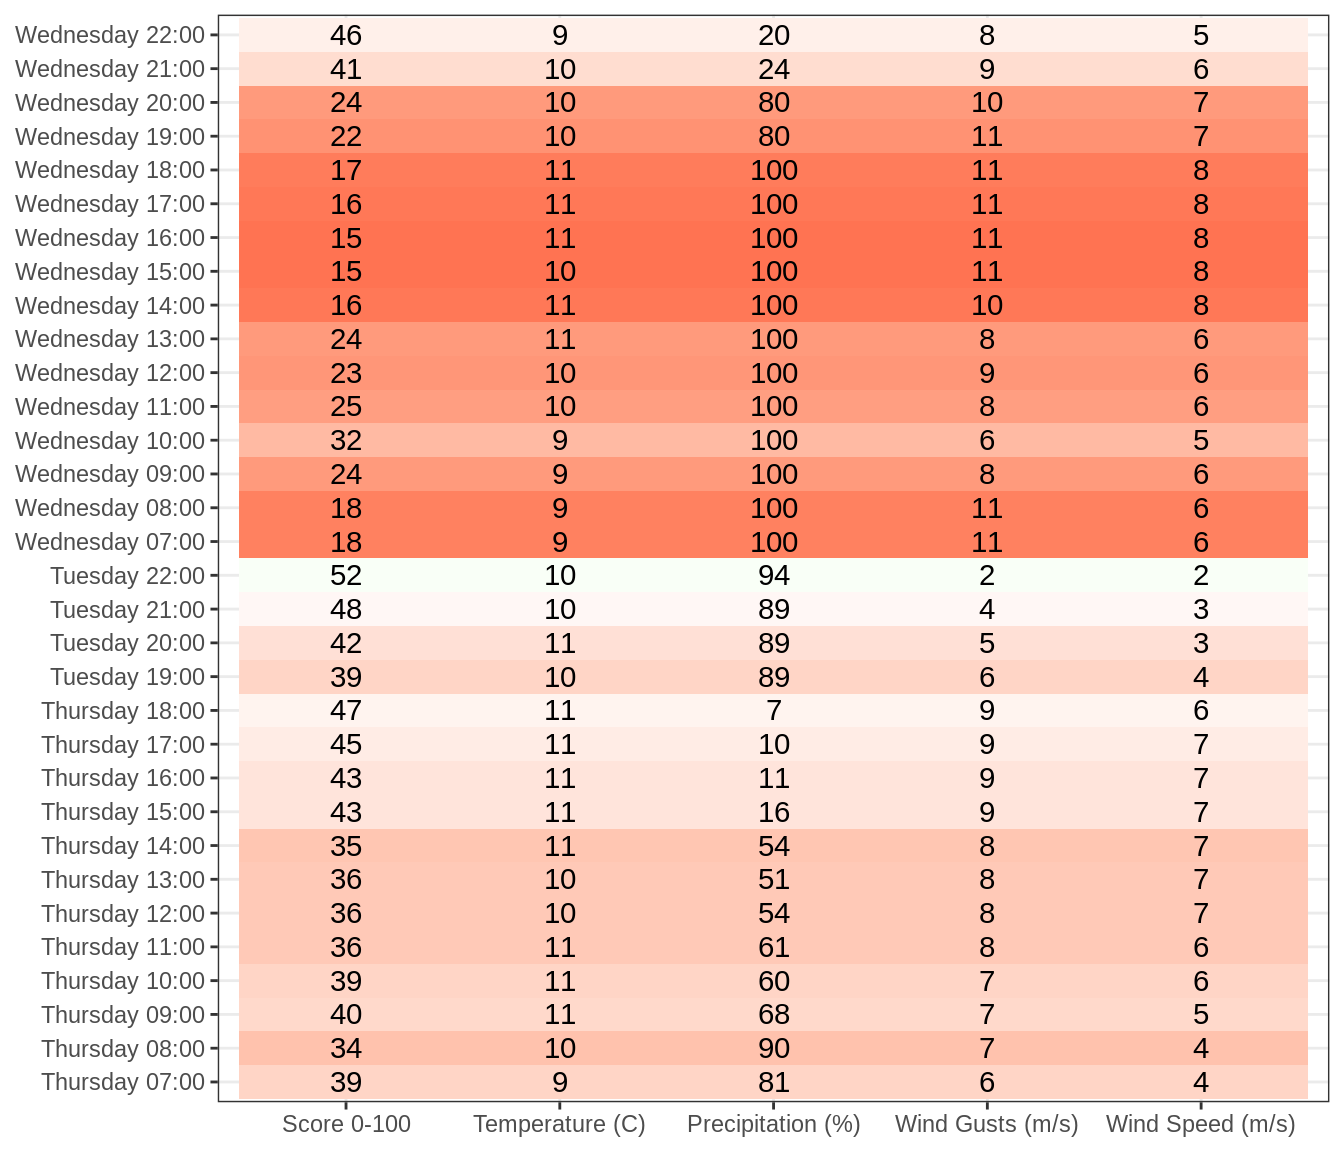 Wednesday 22:00 46 9 20 8 5
Wednesday 21:00 41 10 24 9 6
Wednesday 20:00 24 10 80 10 7
Wednesday 19:00 22 10 80 11 7
Wednesday 18:00 17 11 100 11 8
Wednesday 17:00 16 11 100 11 8
Wednesday 16:00 15 11 100 11 8
Wednesday 15:00 15 10 100 11 8
Wednesday 14:00 16 11 100 10 8
Wednesday 13:00 24 11 100 8 6
Wednesday 12:00 23 10 100 9 6
Wednesday 11:00 25 10 100 8 6
Wednesday 10:00 32 9 100 6 5
Wednesday 09:00 24 9 100 8 6
Wednesday 08:00 18 9 100 11 6
Wednesday 07:00 18 9 100 11 6
Tuesday 22:00 52 10 94 2 2
Tuesday 21:00 48 10 89 4 3
Tuesday 20:00 42 11 89 5 3
Tuesday 19:00 39 10 89 6 4
Thursday 18:00 47 11 7 9 6
Thursday 17:00 45 11 10 9 7
Thursday 16:00 43 11 11 9 7
Thursday 15:00 43 11 16 9 7
Thursday 14:00 35 11 54 8 7
Thursday 13:00 36 10 51 8 7
Thursday 12:00 36 10 54 8 7
Thursday 11:00 36 11 61 8 6
Thursday 10:00 39 11 60 7 6
Thursday 09:00 40 11 68 7 5
Thursday 08:00 34 10 90 7 4
Thursday 07:00 39 9 81 6 4
Score 0-100 Temperature (C) Precipitation (%) Wind Gusts (m/s) Wind Speed (m/s)